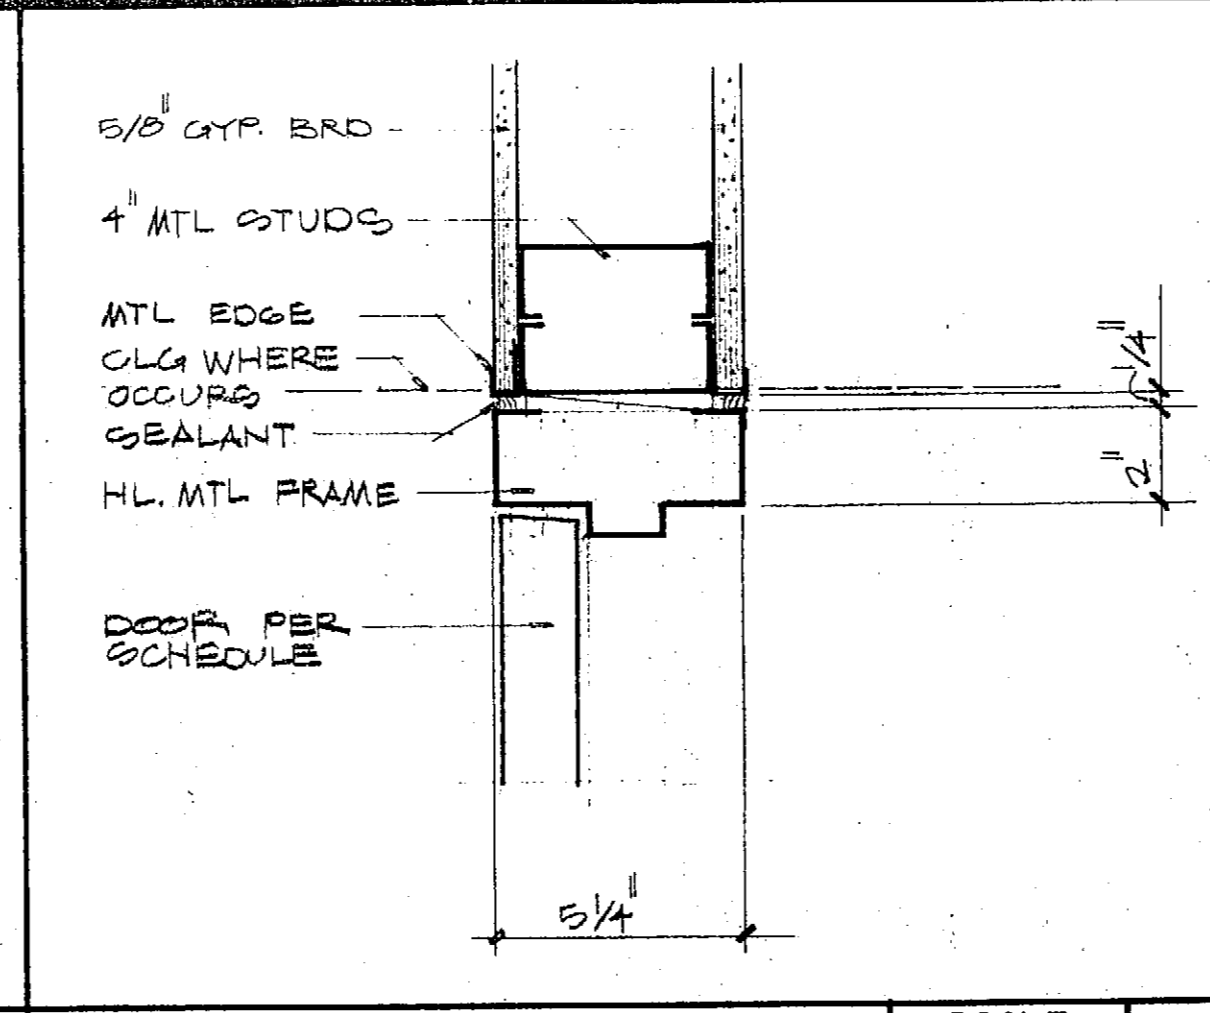 5/8" GYP. BRD
4" MTL STUDS
MTL EDGE
CLG WHERE
OCCURS
SEALANT
HL. MTL FRAME
DOOR PER
SCHEDULE
1/4"
2"
5 1/4"